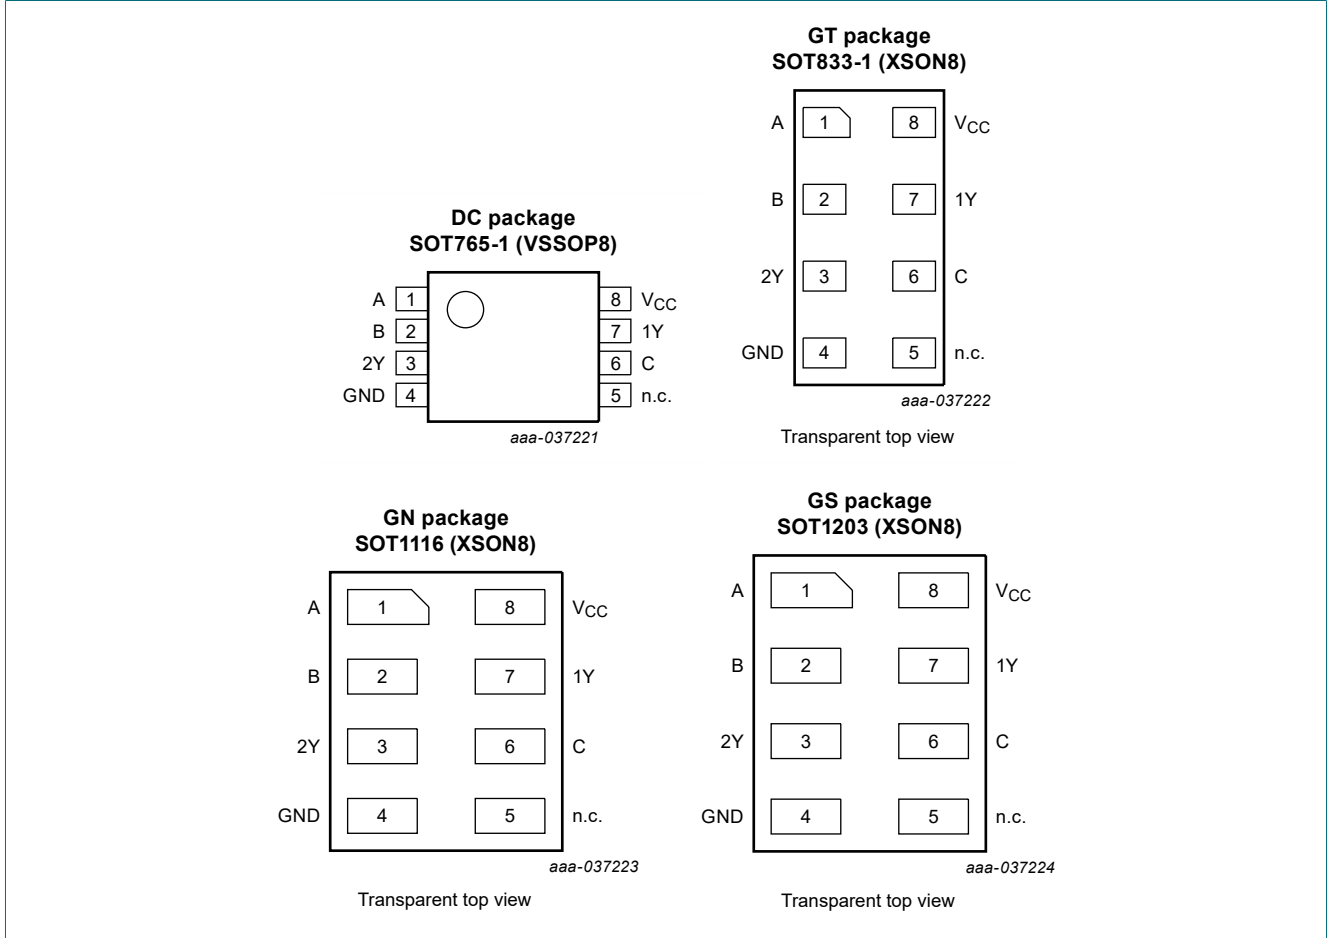 GT package
SOT833-1 (XSON8)
A 1 8 VCC
B 2 7 1Y
2Y 3 6 C
GND 4 5 n.c.
aaa-037222
Transparent top view
DC package
SOT765-1 (VSSOP8)
A 1 8 VCC
B 2 7 1Y
2Y 3 6 C
GND 4 5 n.c.
aaa-037221
GN package
SOT1116 (XSON8)
A 1 8 VCC
B 2 7 1Y
2Y 3 6 C
GND 4 5 n.c.
aaa-037223
Transparent top view
GS package
SOT1203 (XSON8)
A 1 8 VCC
B 2 7 1Y
2Y 3 6 C
GND 4 5 n.c.
aaa-037224
Transparent top view